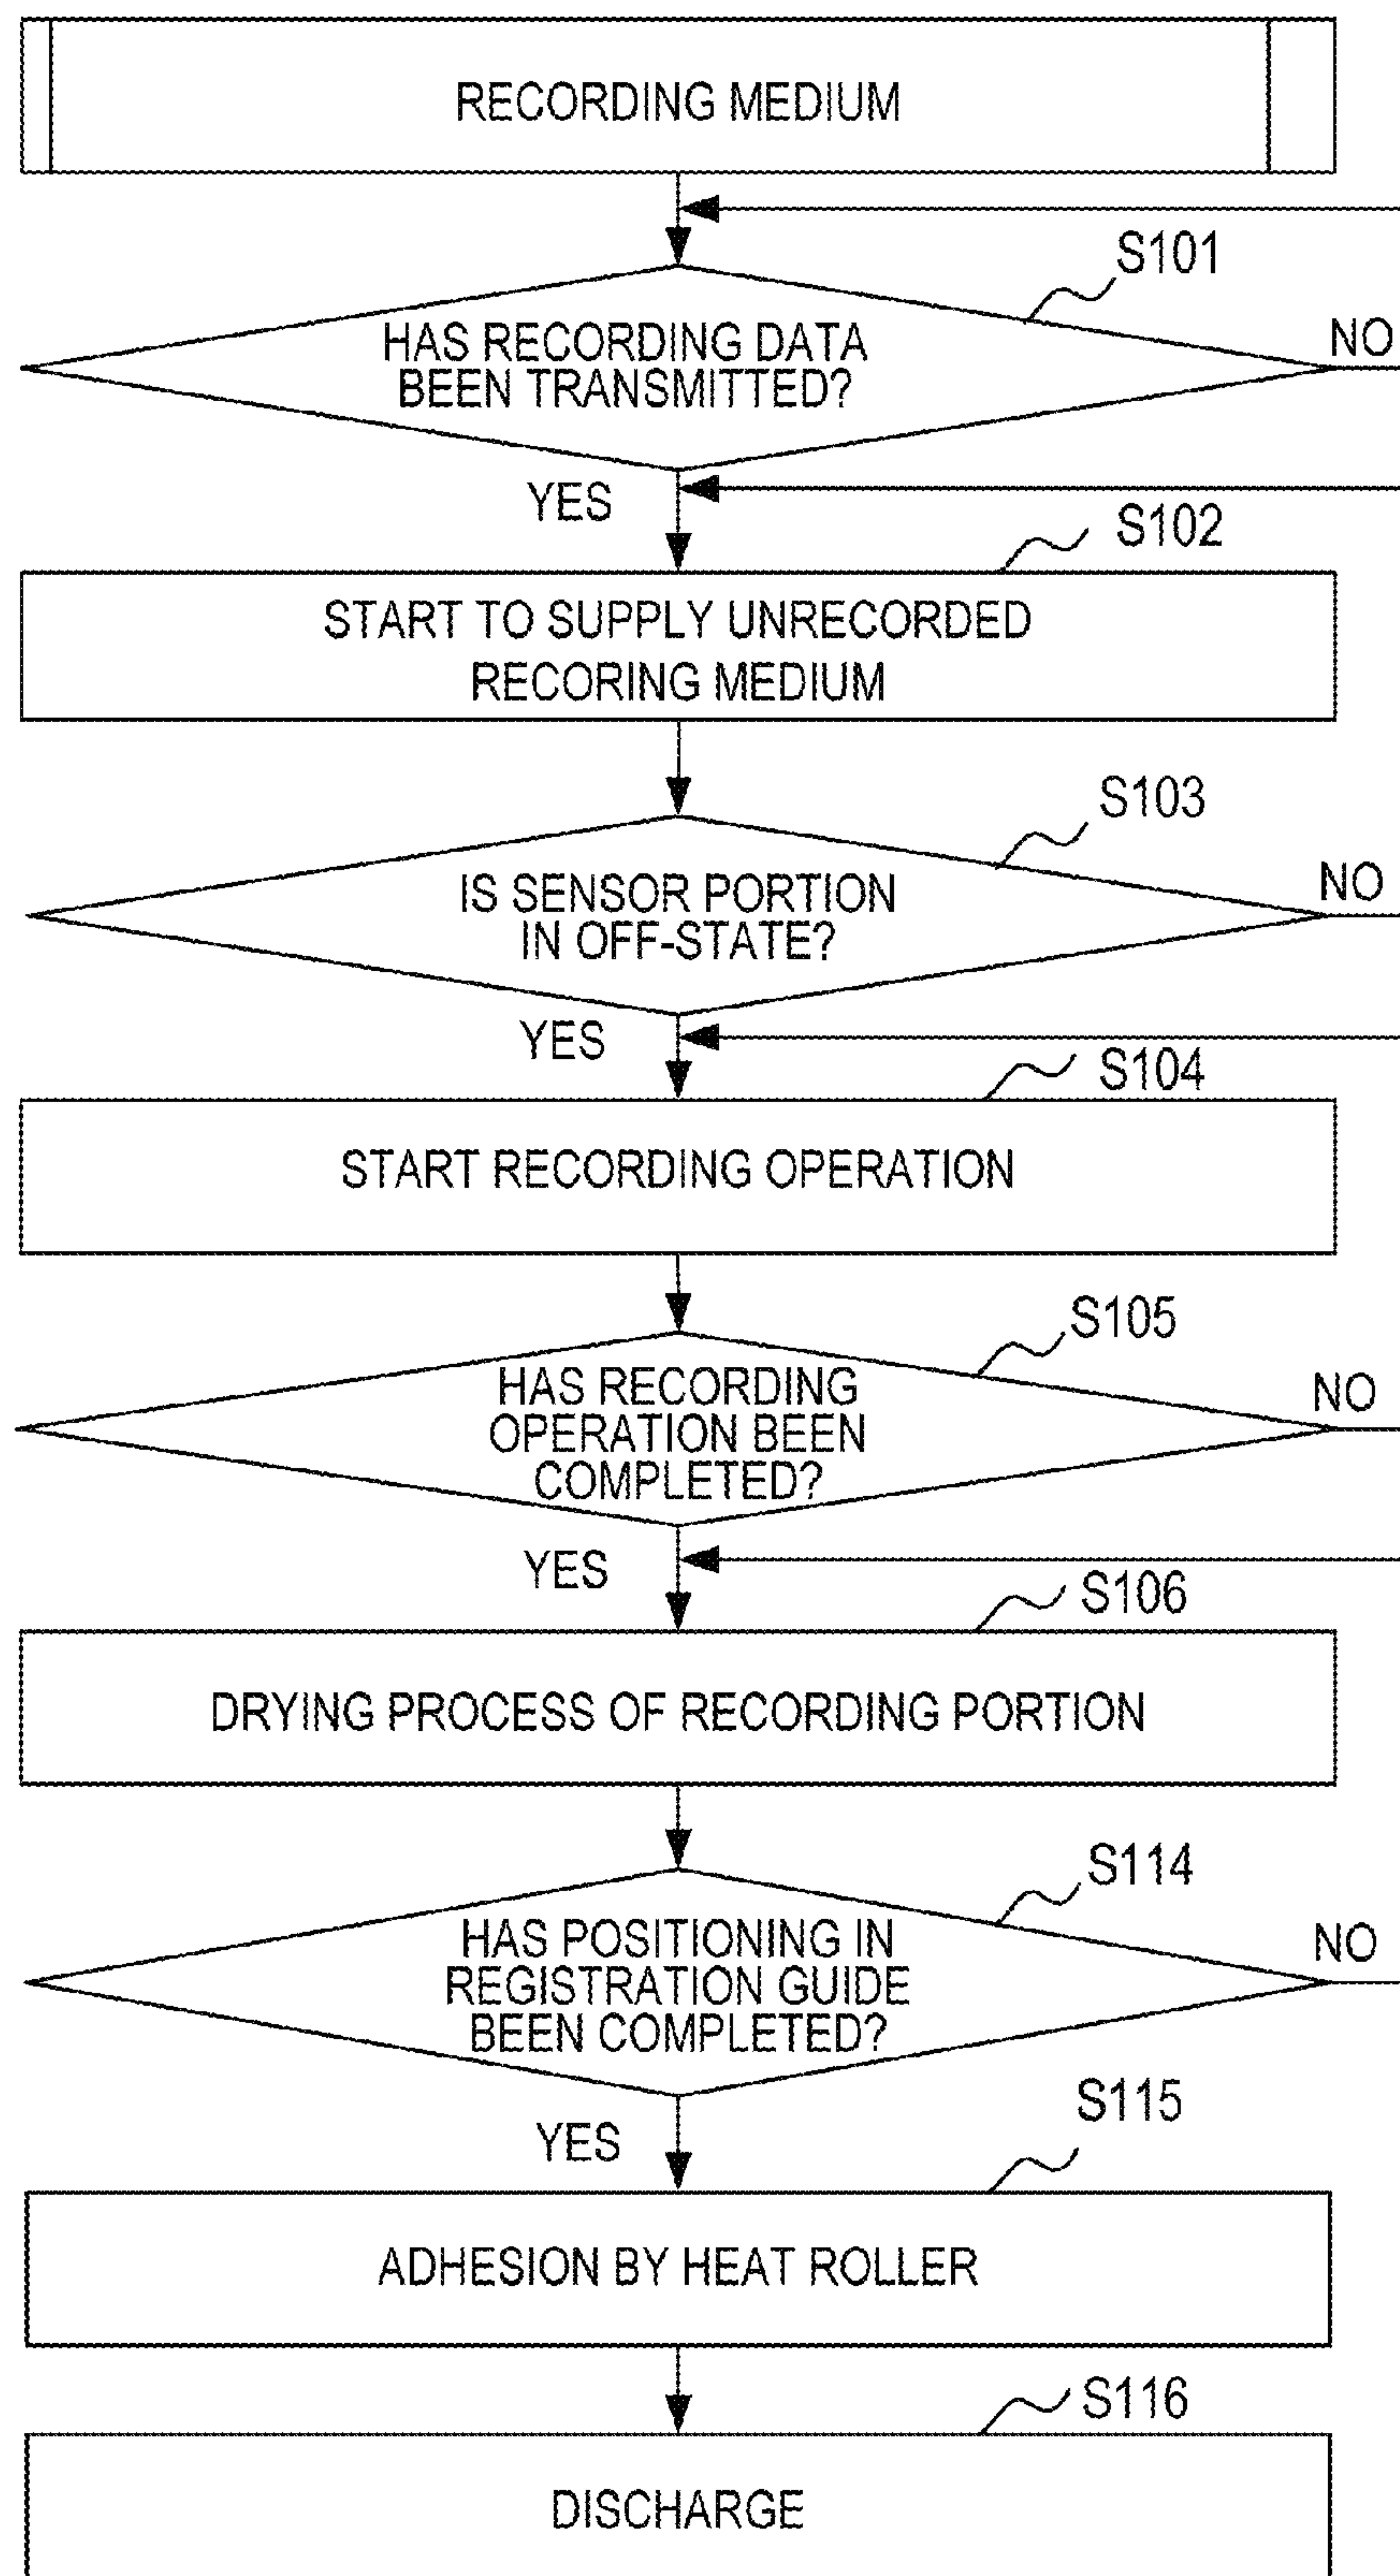 RECORDING MEDIUM
S101
HAS RECORDING DATA
BEEN TRANSMITTED?
NO
YES
S102
START TO SUPPLY UNRECORDED
RECORING MEDIUM
S103
IS SENSOR PORTION
IN OFF-STATE?
NO
YES
S104
START RECORDING OPERATION
S105
HAS RECORDING
OPERATION BEEN
COMPLETED?
NO
YES
S106
DRYING PROCESS OF RECORDING PORTION
S114
HAS POSITIONING IN
REGISTRATION GUIDE
BEEN COMPLETED?
NO
YES
S115
ADHESION BY HEAT ROLLER
S116
DISCHARGE